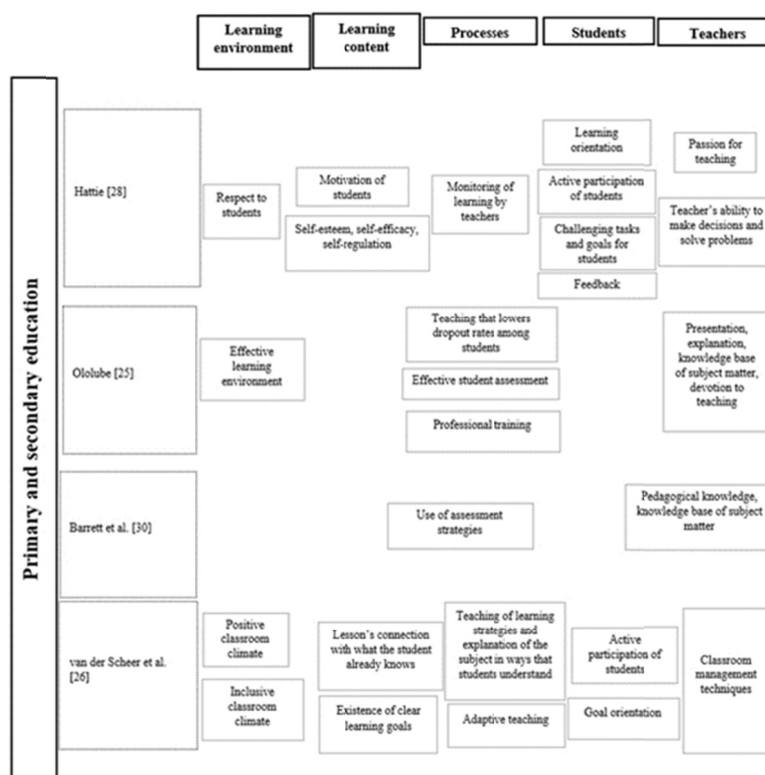 Learning
environment
Learning
content
Processes
Students
Teachers
Primary and secondary education
Hattie [28]
Respect to
students
Motivation of
students
Self-esteem, self-efficacy,
self-regulation
Monitoring of
learning by
teachers
Learning
orientation
Active participation
of students
Challenging tasks
and goals for
students
Feedback
Passion for
teaching
Teacher's ability to
make decisions and
solve problems
Ololube [25]
Effective
learning
environment
Teaching that lowers
dropout rates among
students
Effective student assessment
Professional training
Presentation,
explanation,
knowledge base
of subject matter,
devotion to
teaching
Barrett et al. [30]
Use of assessment
strategies
Pedagogical knowledge,
knowledge base of subject
matter
van der Scheer et al.
[26]
Positive
classroom
climate
Inclusive
classroom
climate
Lesson's connection
with what the student
already knows
Existence of clear
learning goals
Teaching of learning
strategies and
explanation of the
subject in ways that
students understand
Adaptive teaching
Active
participation of
students
Goal orientation
Classroom
management
techniques